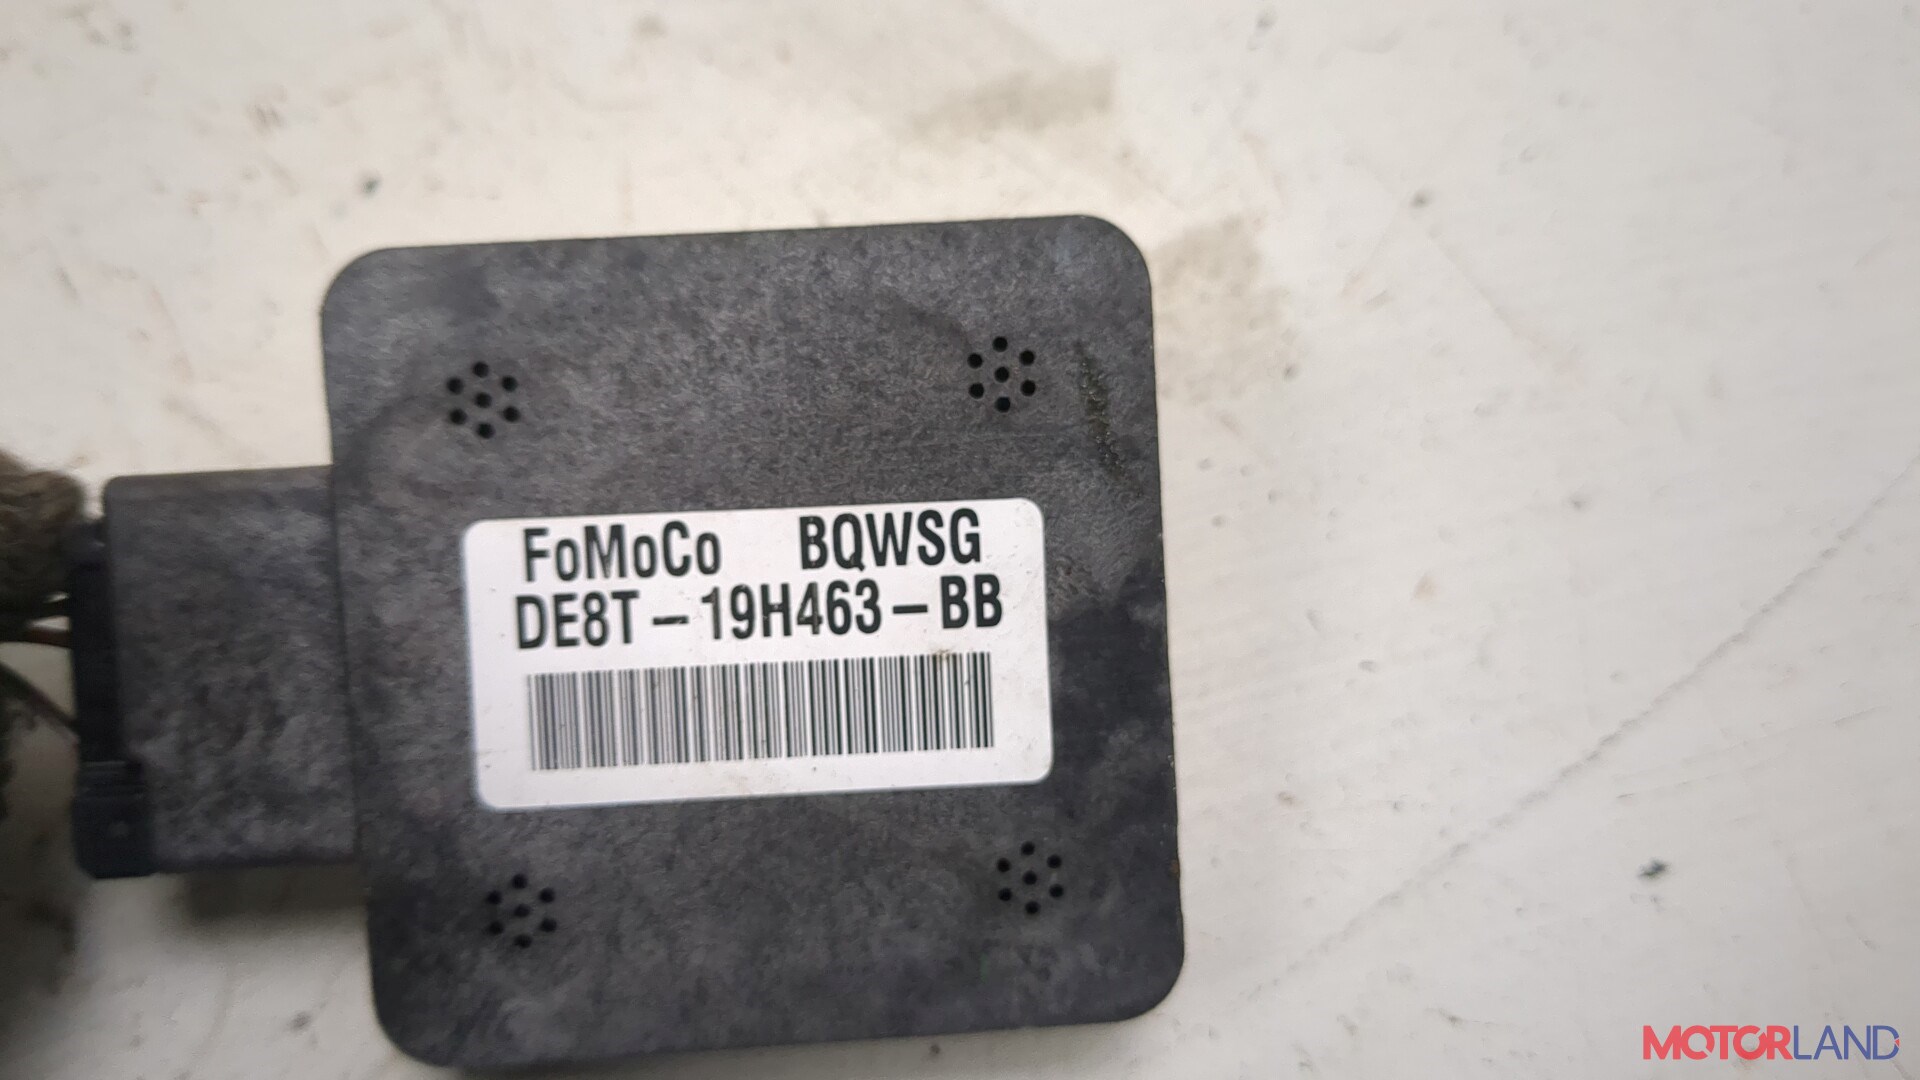 FoMoCo BQWSG
DE8T-19H463-BB
MOTORLAND